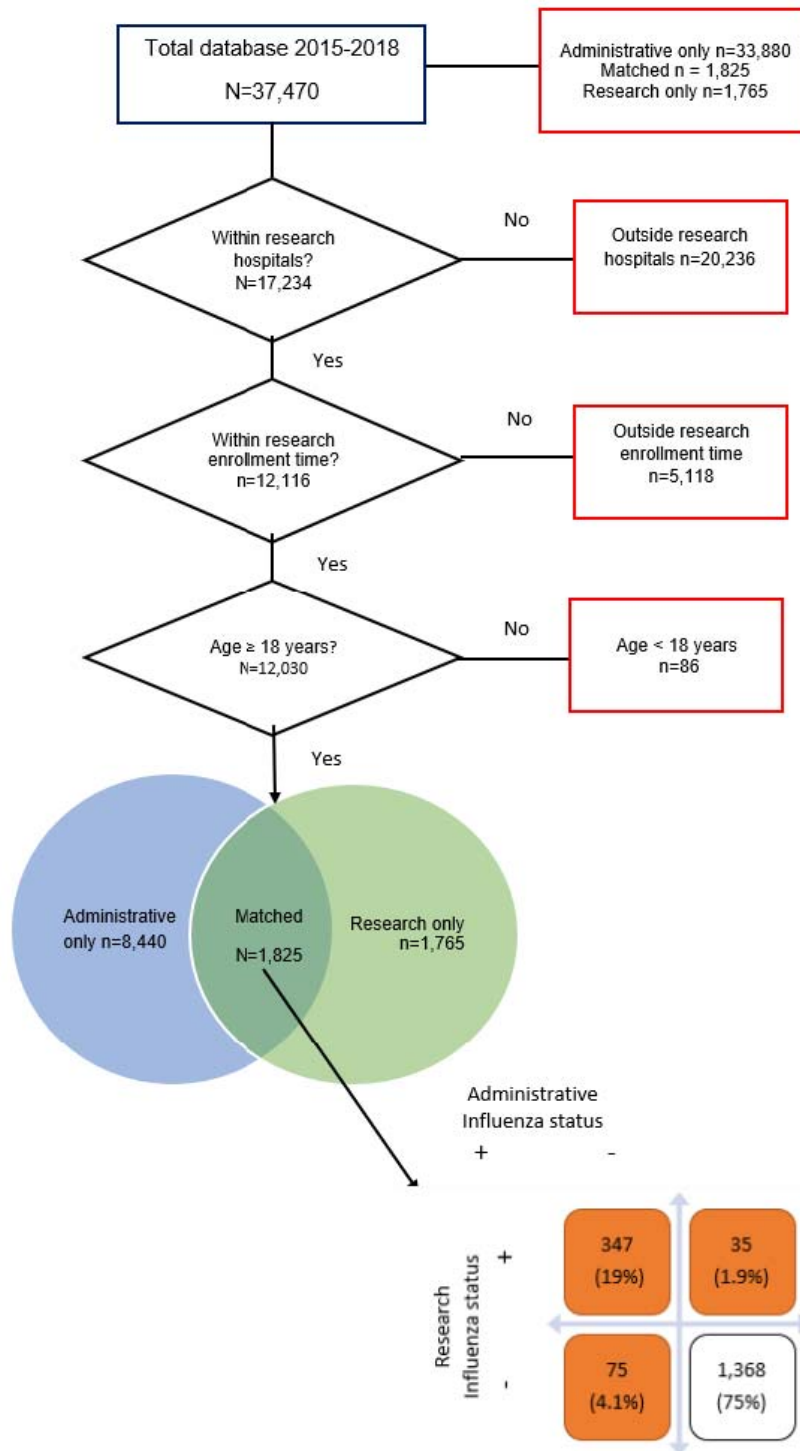 Total database 2015-2018
N=37,470
Administrative only n=33,880
Matched n = 1,825
Research only n=1,765
Within research
hospitals?
N=17,234
No
Outside research
hospitals n=20,236
Yes
Within research
enrollment time?
n=12,116
No
Outside research
enrollment time
n=5,118
Yes
Age ≥ 18 years?
N=12,030
No
Age < 18 years
n=86
Yes
Administrative
only n=8,440
Matched
N=1,825
Research only
n=1,765
Administrative
Influenza status
+ -
Research
Influenza status
+
-
347
(19%)
35
(1.9%)
75
(4.1%)
1,368
(75%)